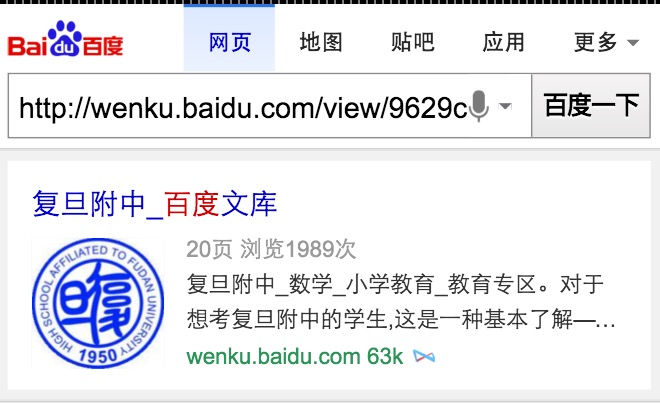 Bai du 百度
网页 地图 贴吧 应用 更多
http://wenku.baidu.com/view/9629c
百度一下
复旦附中_百度文库
20页 浏览1989次
复旦附中_数学_小学教育_教育专区。对于
想考复旦附中的学生,这是一种基本了解—...
wenku.baidu.com 63k
HIGH SCHOOL AFFILIATED TO FUDAN UNIVERSITY
1950